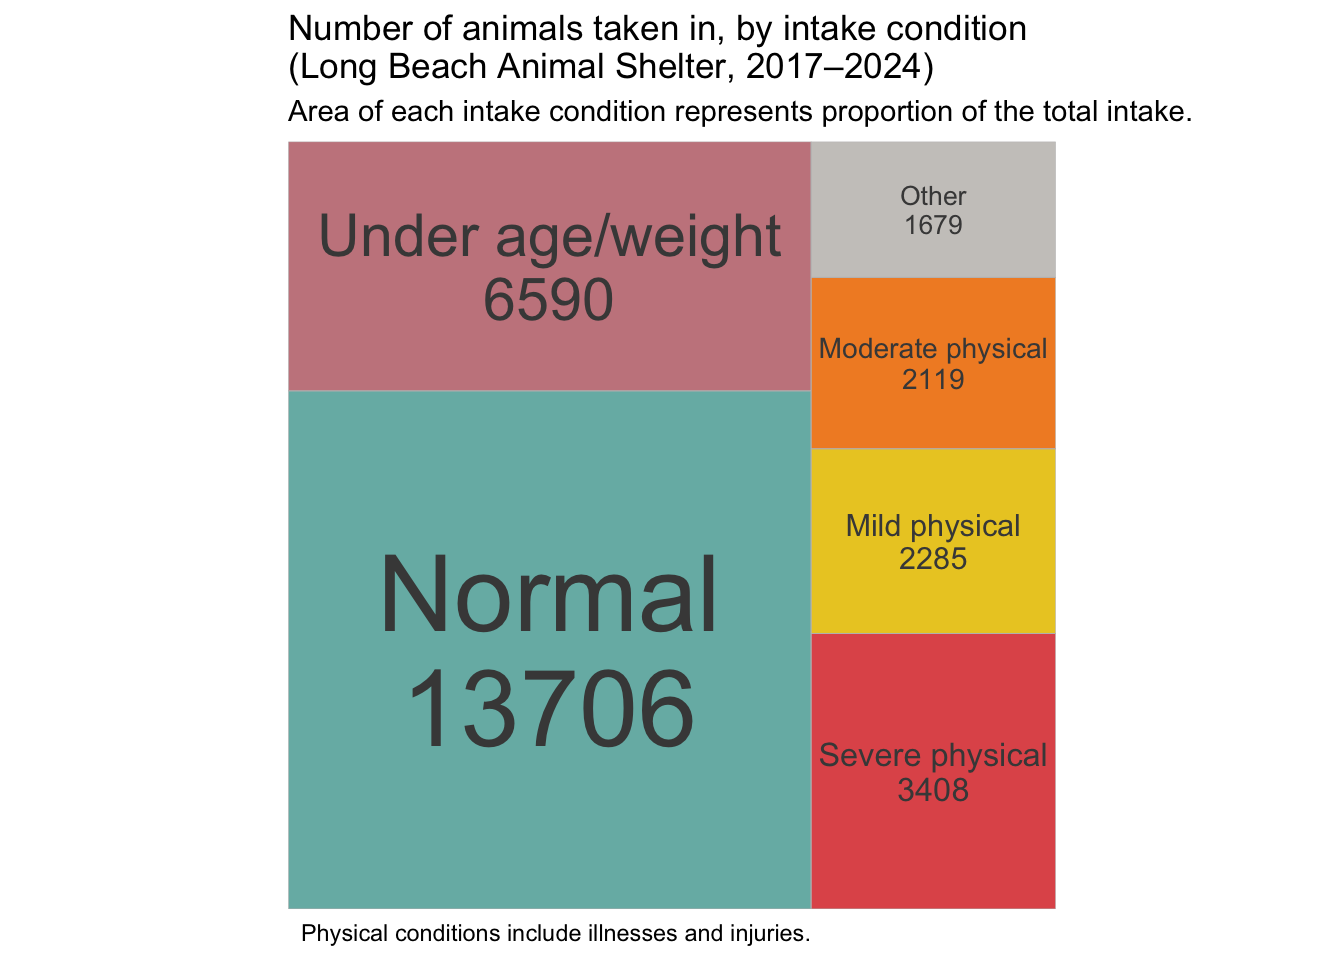 Number of animals taken in, by intake condition
(Long Beach Animal Shelter, 2017–2024)
Area of each intake condition represents proportion of the total intake.
Under age/weight
6590
Normal
13706
Other
1679
Moderate physical
2119
Mild physical
2285
Severe physical
3408
Physical conditions include illnesses and injuries.